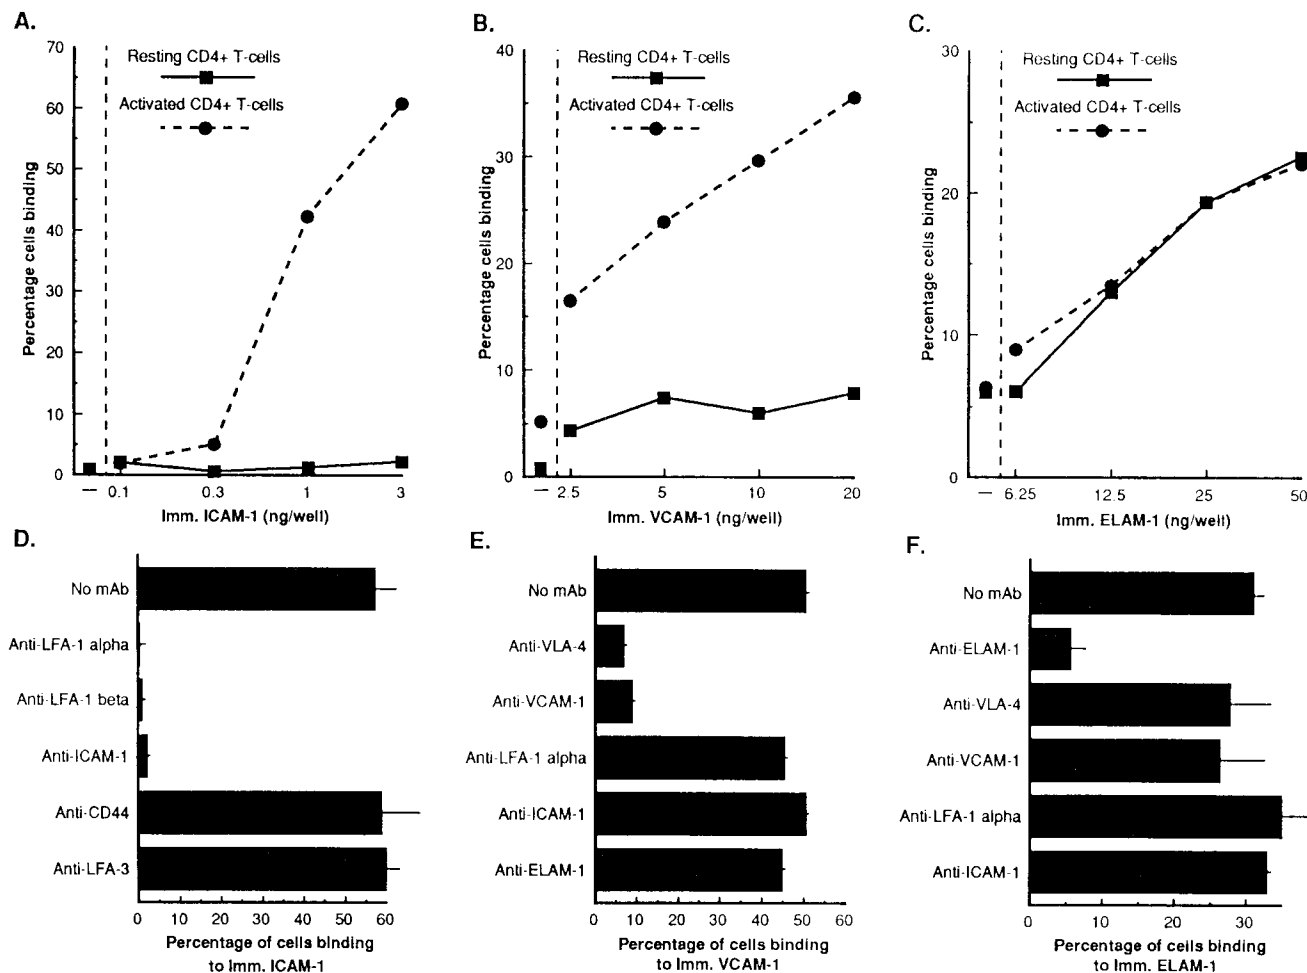 A.
Resting CD4+ T-cells
Activated CD4+ T-cells
Percentage cells binding
70
60
50
40
30
20
10
0
— 0.1 0.3 1 3
Imm. ICAM-1 (ng/well)
B.
Resting CD4+ T-cells
Activated CD4+ T-cells
Percentage cells binding
40
30
20
10
0
— 2.5 5 10 20
Imm. VCAM-1 (ng/well)
C.
Resting CD4+ T-cells
Activated CD4+ T-cells
Percentage cells binding
30
20
10
0
— 6.25 12.5 25 50
Imm. ELAM-1 (ng/well)
D.
No mAb
Anti-LFA-1 alpha
Anti-LFA-1 beta
Anti-ICAM-1
Anti-CD44
Anti-LFA-3
0 10 20 30 40 50 60
Percentage of cells binding
to Imm. ICAM-1
E.
No mAb
Anti-VLA-4
Anti-VCAM-1
Anti-LFA-1 alpha
Anti-ICAM-1
Anti-ELAM-1
0 10 20 30 40 50 60
Percentage of cells binding
to Imm. VCAM-1
F.
No mAb
Anti-ELAM-1
Anti-VLA-4
Anti-VCAM-1
Anti-LFA-1 alpha
Anti-ICAM-1
0 10 20 30
Percentage of cells binding
to Imm. ELAM-1